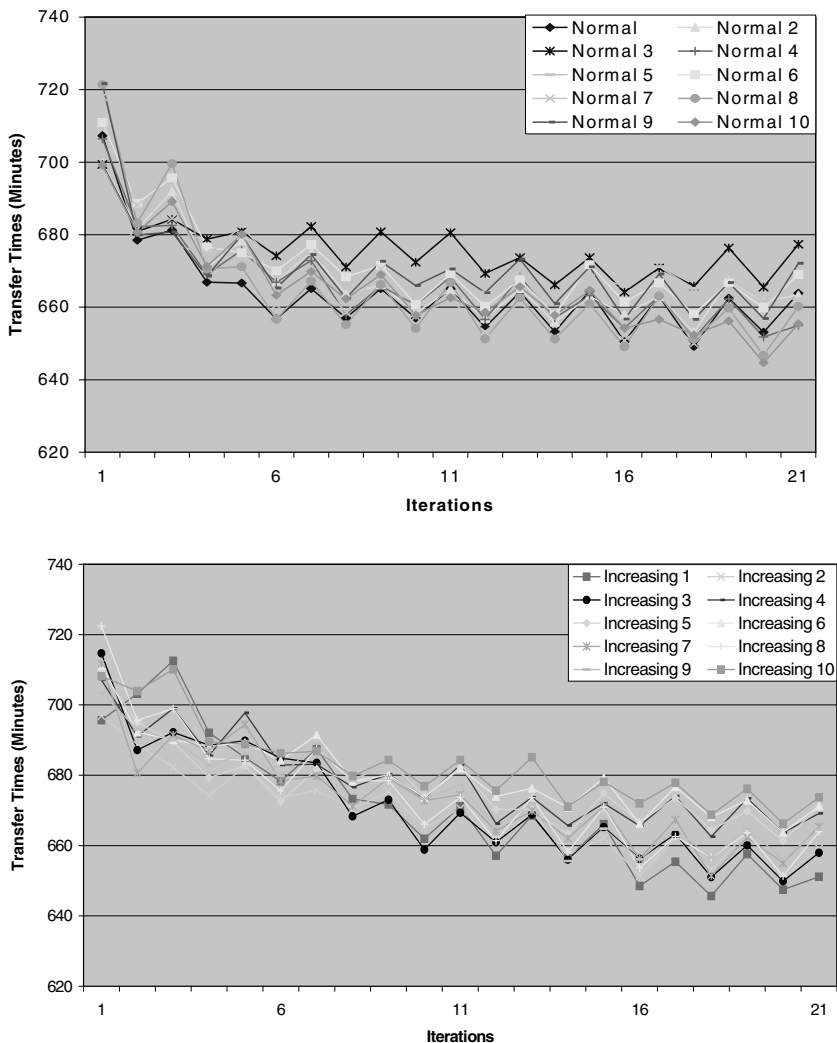 740
720
700
680
660
640
620
Transfer Times (Minutes)
Normal Normal 2
Normal 3 Normal 4
Normal 5 Normal 6
Normal 7 Normal 8
Normal 9 Normal 10
1 6 11 16 21
Iterations
740
720
700
680
660
640
620
Transfer Times (Minutes)
Increasing 1 Increasing 2
Increasing 3 Increasing 4
Increasing 5 Increasing 6
Increasing 7 Increasing 8
Increasing 9 Increasing 10
1 6 11 16 21
Iterations